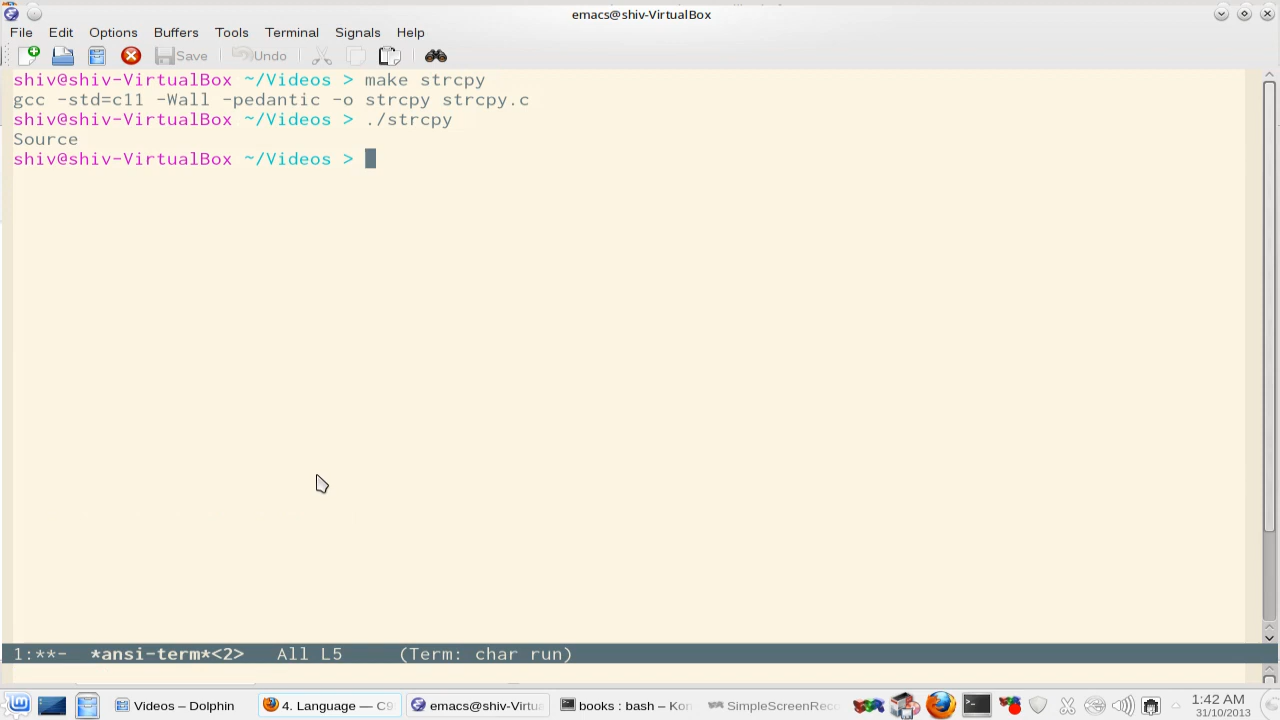 emacs@shiv-VirtualBox
File Edit Options Buffers Tools Terminal Signals Help
Save Undo
shiv@shiv-VirtualBox ~/Videos > make strcpy
gcc -std=c11 -Wall -pedantic -o strcpy strcpy.c
shiv@shiv-VirtualBox ~/Videos > ./strcpy
Source
shiv@shiv-VirtualBox ~/Videos >
1:**- *ansi-term*<2> All L5 (Term: char run)
Videos – Dolphin 4. Language — C9 emacs@shiv-Virtu books : bash – Kon SimpleScreenReco 1:42 AM
31/10/2013